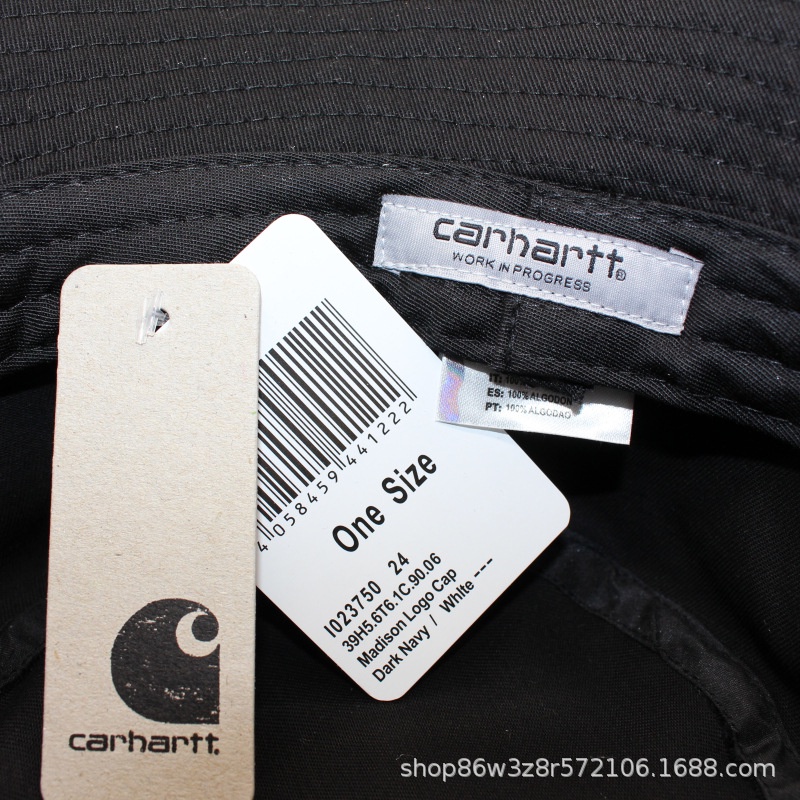 carhartt®
WORK IN PROGRESS
ES: 100% ALGODON
PT: 100% ALGODAO
4 058459 441222
One Size
I023750 24
39H5.6T6.1C.90.06
Madison Logo Cap
Dark Navy / White ---
carhartt.
shop86w3z8r572106.1688.com